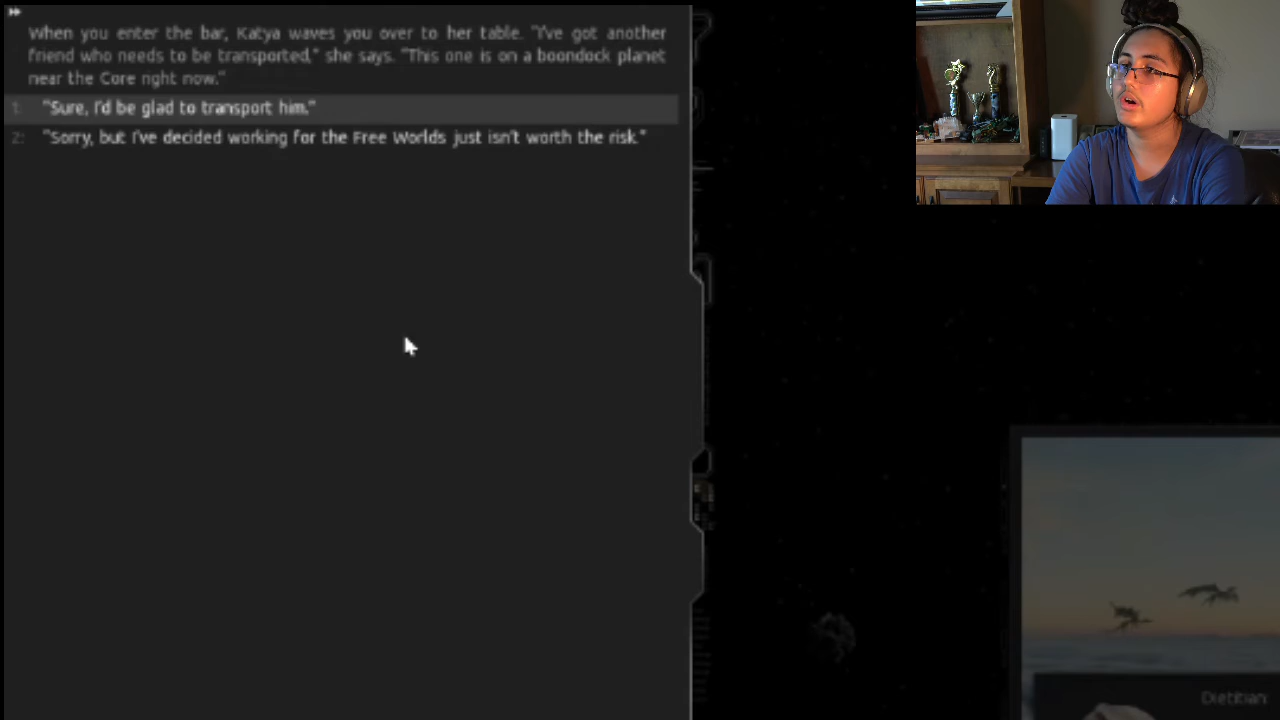 When you enter the bar, Katya waves you over to her table. "I've got another
friend who needs to be transported," she says. "This one is on a boondock planet
near the Core right now."
1: "Sure, I'd be glad to transport him."
2: "Sorry, but I've decided working for the Free Worlds just isn't worth the risk."
Dietitian: